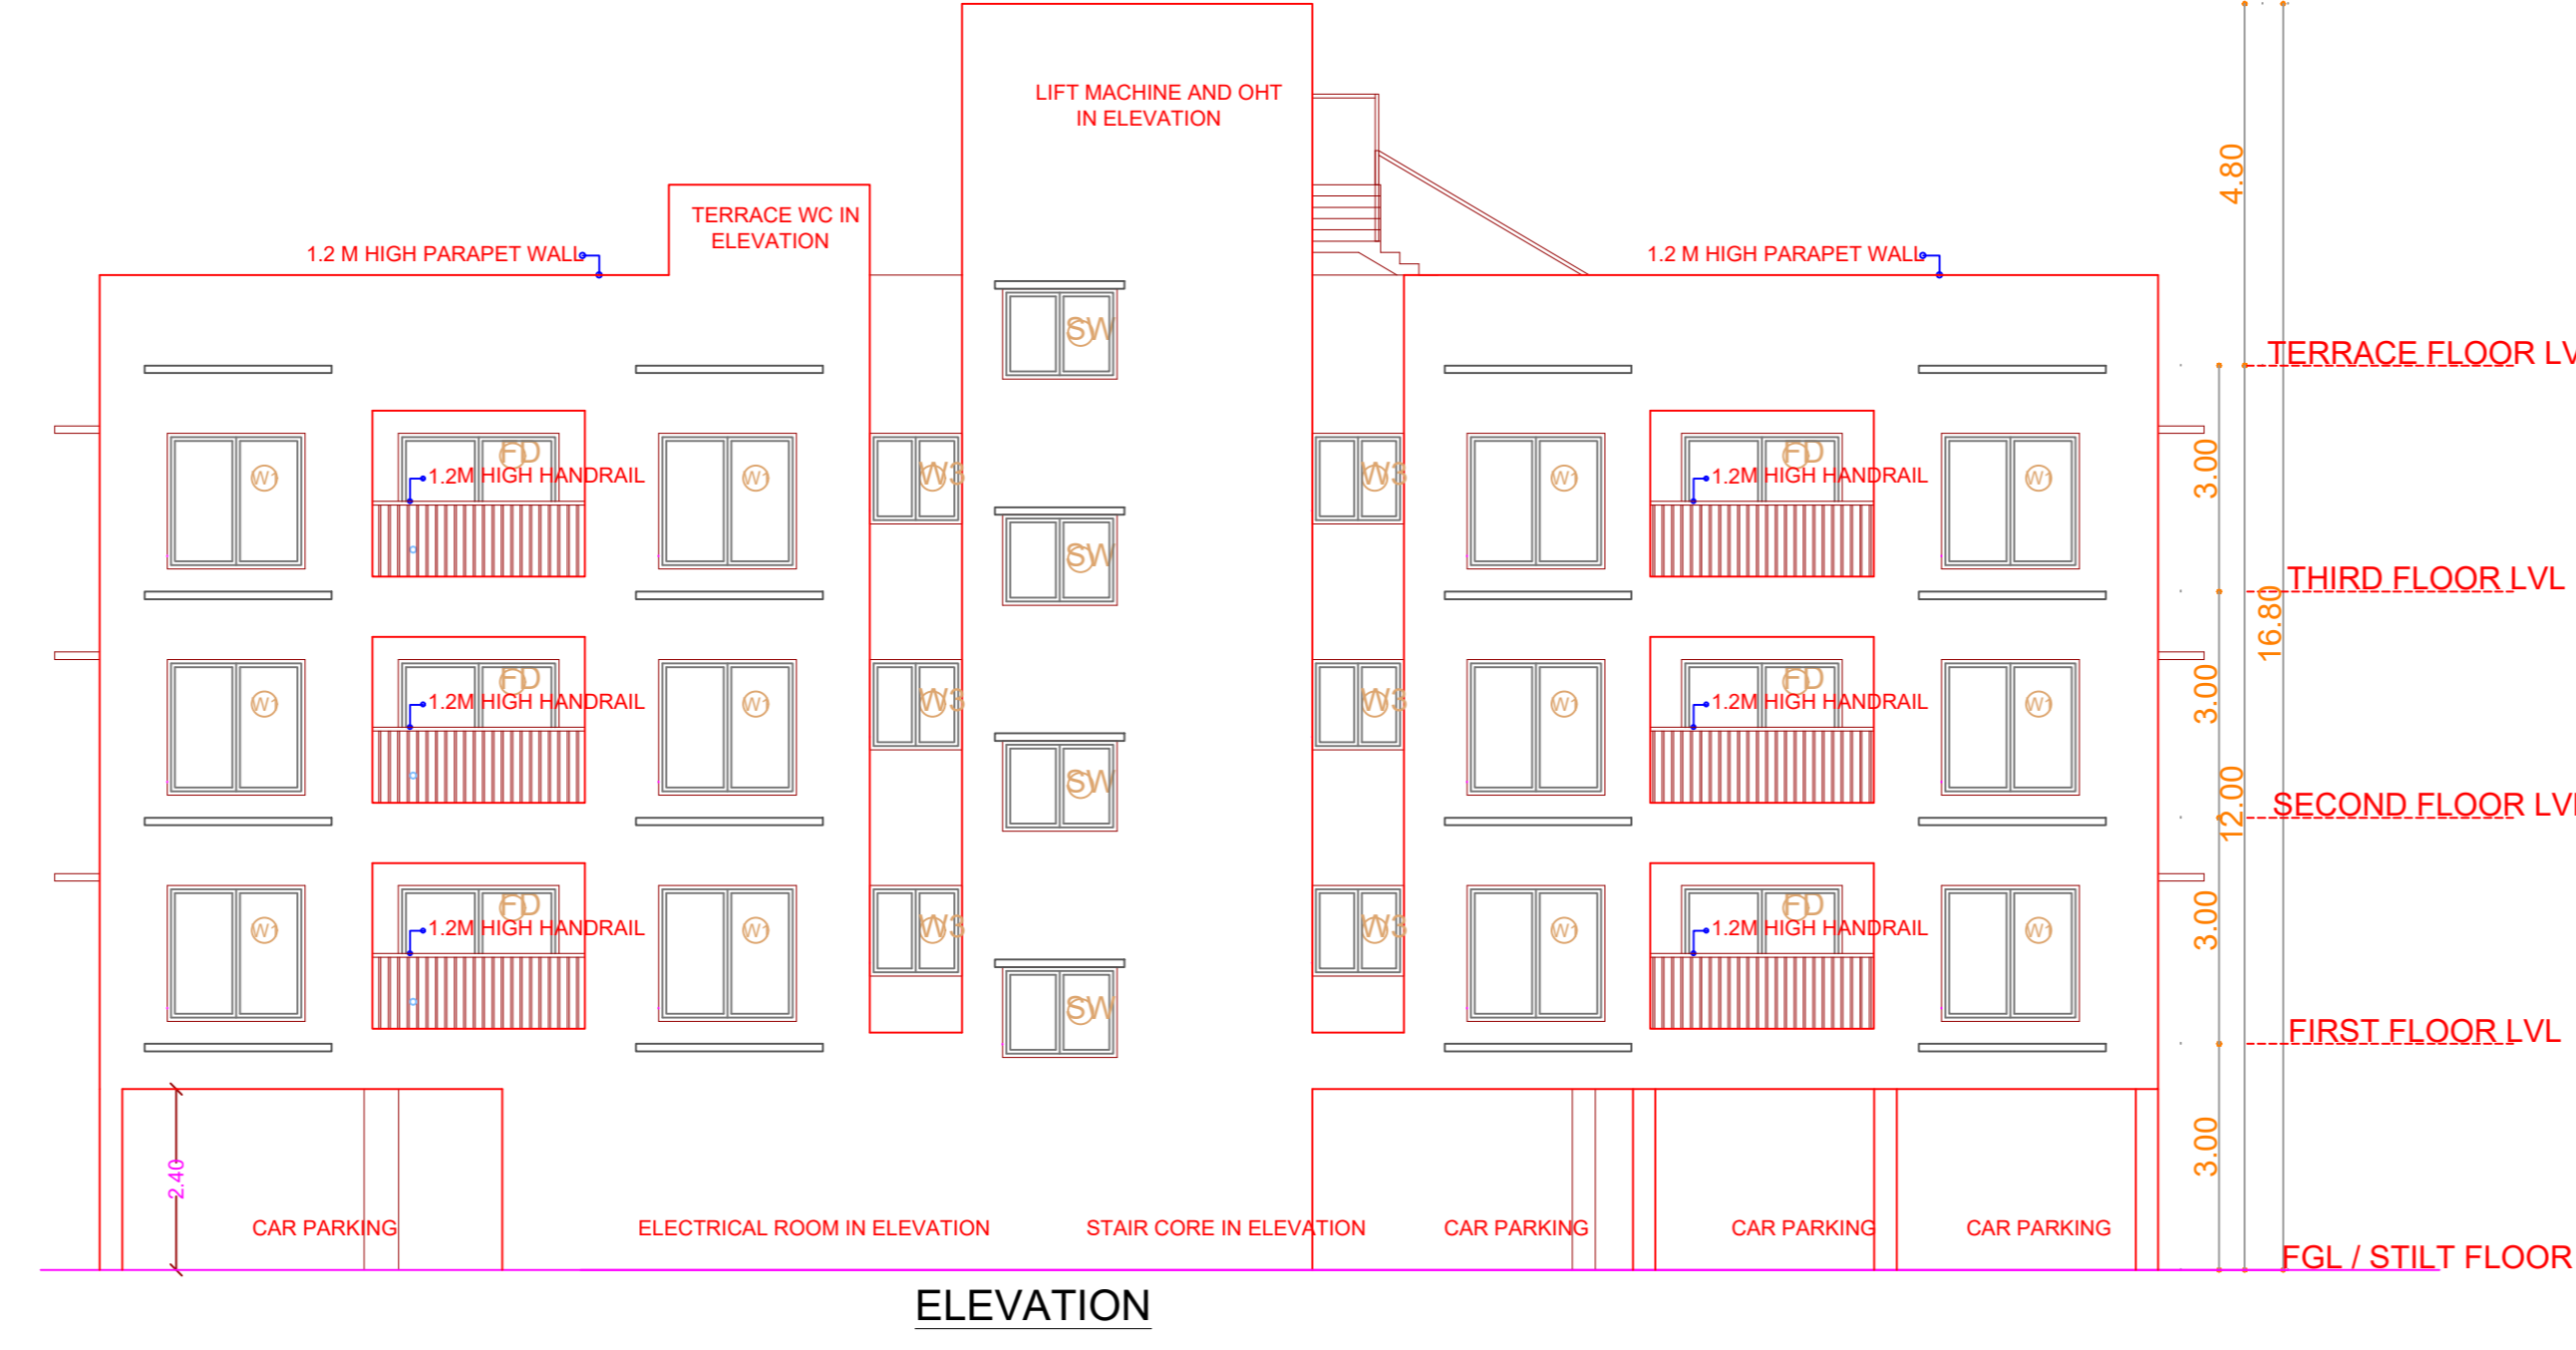 LIFT MACHINE AND OHT
IN ELEVATION
4.80
TERRACE WC IN
ELEVATION
1.2 M HIGH PARAPET WALL
1.2 M HIGH PARAPET WALL
SW
TERRACE FLOOR LV
W1
FD
1.2M HIGH HANDRAIL
W1
W3
W3
W1
FD
1.2M HIGH HANDRAIL
W1
3.00
SW
THIRD FLOOR LVL
16.80
W1
FD
1.2M HIGH HANDRAIL
W1
W3
W3
W1
FD
1.2M HIGH HANDRAIL
W1
3.00
SW
12.00
SECOND FLOOR LV
W1
FD
1.2M HIGH HANDRAIL
W1
W3
W3
W1
FD
1.2M HIGH HANDRAIL
W1
3.00
SW
FIRST FLOOR LVL
2.40
3.00
CAR PARKING
ELECTRICAL ROOM IN ELEVATION
STAIR CORE IN ELEVATION
CAR PARKING
CAR PARKING
CAR PARKING
FGL / STILT FLOOR
ELEVATION